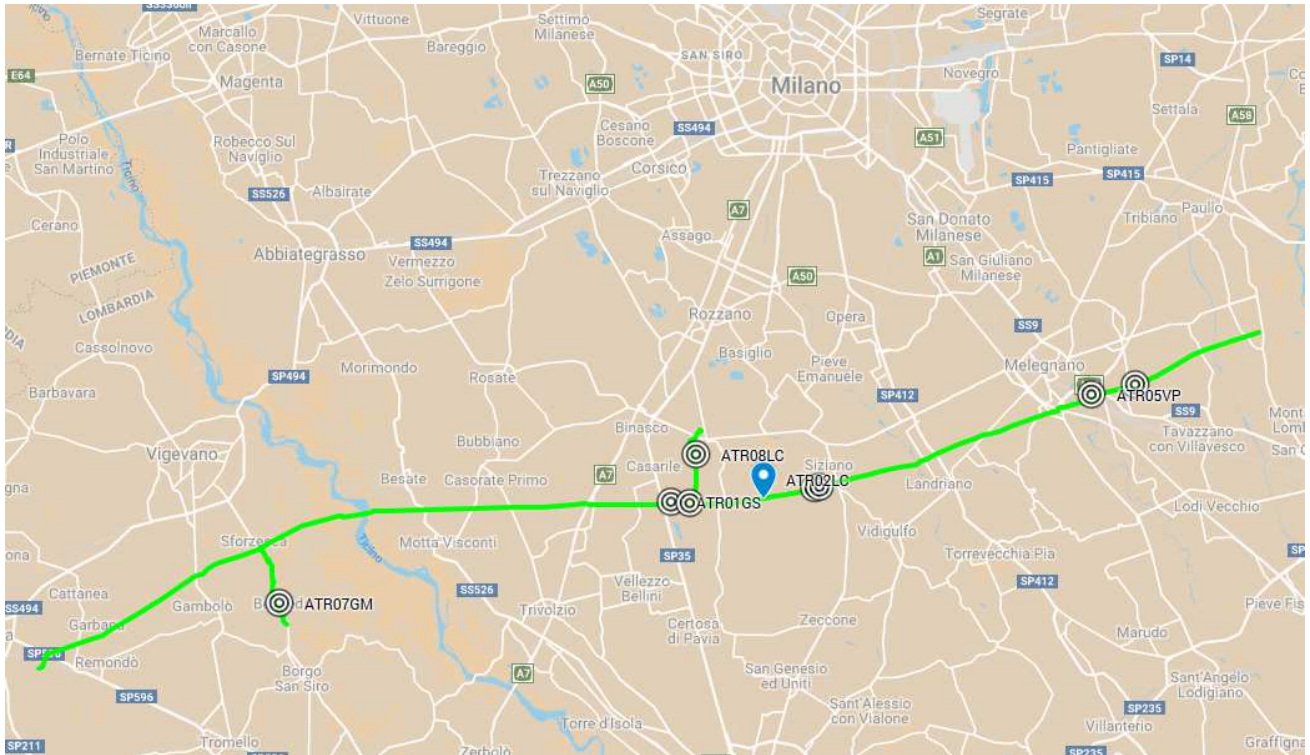 SS336dir
Ticino
Vittuone
Settimo
Milanese
Segrate
Marcallo
con Casone
Bernate Ticino
Bareggio
SAN SIRO
SP14
E64
Magenta
A50
Milano
Novegro
Settala
A58
Polo
Industriale
San Martino
Robecco Sul
Naviglio
Cesano
Boscone
SS494
A51
Pantigliate
Ticino
Trezzano
sul Naviglio
Corsico
SP415
SP415
SS526
Albairate
Cerano
A7
San Donato
Milanese
Tribiano
Paullo
Abbiategrasso
SS494
Assago
PIEMONTE
LOMBARDIA
Vermezzo
Zelo Surrigone
A50
A1
San Giuliano
Milanese
Rozzano
Opera
SS9
Cassolnovo
Basiglio
Pieve
Emanuele
Melegnano
SP494
Morimondo
Rosate
SP412
Barbavara
ATR05VP
SS9
Tavazzano
con Villavesco
Binasco
Bubbiano
Vigevano
Casarile
ATR08LC
Siziano
A7
Besate
Casorate Primo
ATR02LC
Landriano
ATR01GS
Lodi Vecchio
Sforzesca
Ticino
Motta Visconti
Vidigulfo
SP35
Torrevecchia Pia
Cattanea
SS526
Vellezzo
Bellini
SP412
SS494
Gambolò
ATR07GM
Trivolzio
Garbana
Certosa
di Pavia
Zeccone
Marudo
Remondò
Borgo
San Siro
A7
San Genesio
ed Uniti
Sant'Angelo
Lodigiano
SP596
Sant'Alessio
con Vialone
SP235
Torre d'Isola
Villanterio
SP211
Tromello
Zerbolò
SP235
Graffigna